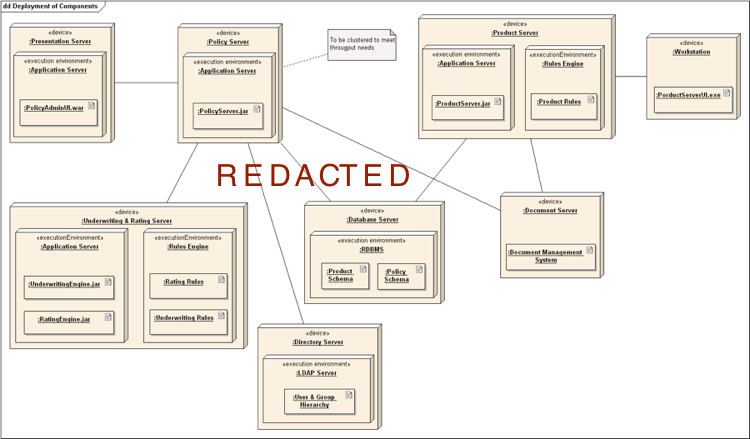 dd Deployment of Components
«device»
:Presentation Server
«execution environment»
:Application Server
:PolicyAdminUI.war
«device»
:Policy Server
«execution environment»
:Application Server
:PolicyServer.jar
To be clustered to meet
througput needs
«device»
:Product Server
«execution environment»
:Application Server
:ProductServer.jar
«executionEnvironment»
:Rules Engine
:Product Rules
«device»
:Workstation
:PorductServerUI.exe
REDACTED
«device»
:Underwriting & Rating Server
«executionEnvironment»
:Application Server
:UnderwritingEngine.jar
:RatingEngine.jar
«executionEnvironment»
:Rules Engine
:Rating Rules
:Underwriting Rules
«device»
:Database Server
«execution environment»
:RDBMS
:Product
Schema
:Policy
Schema
«device»
:Document Server
:Document Management
System
«device»
:Directory Server
«execution environment»
:LDAP Server
:User & Group
Hierarchy